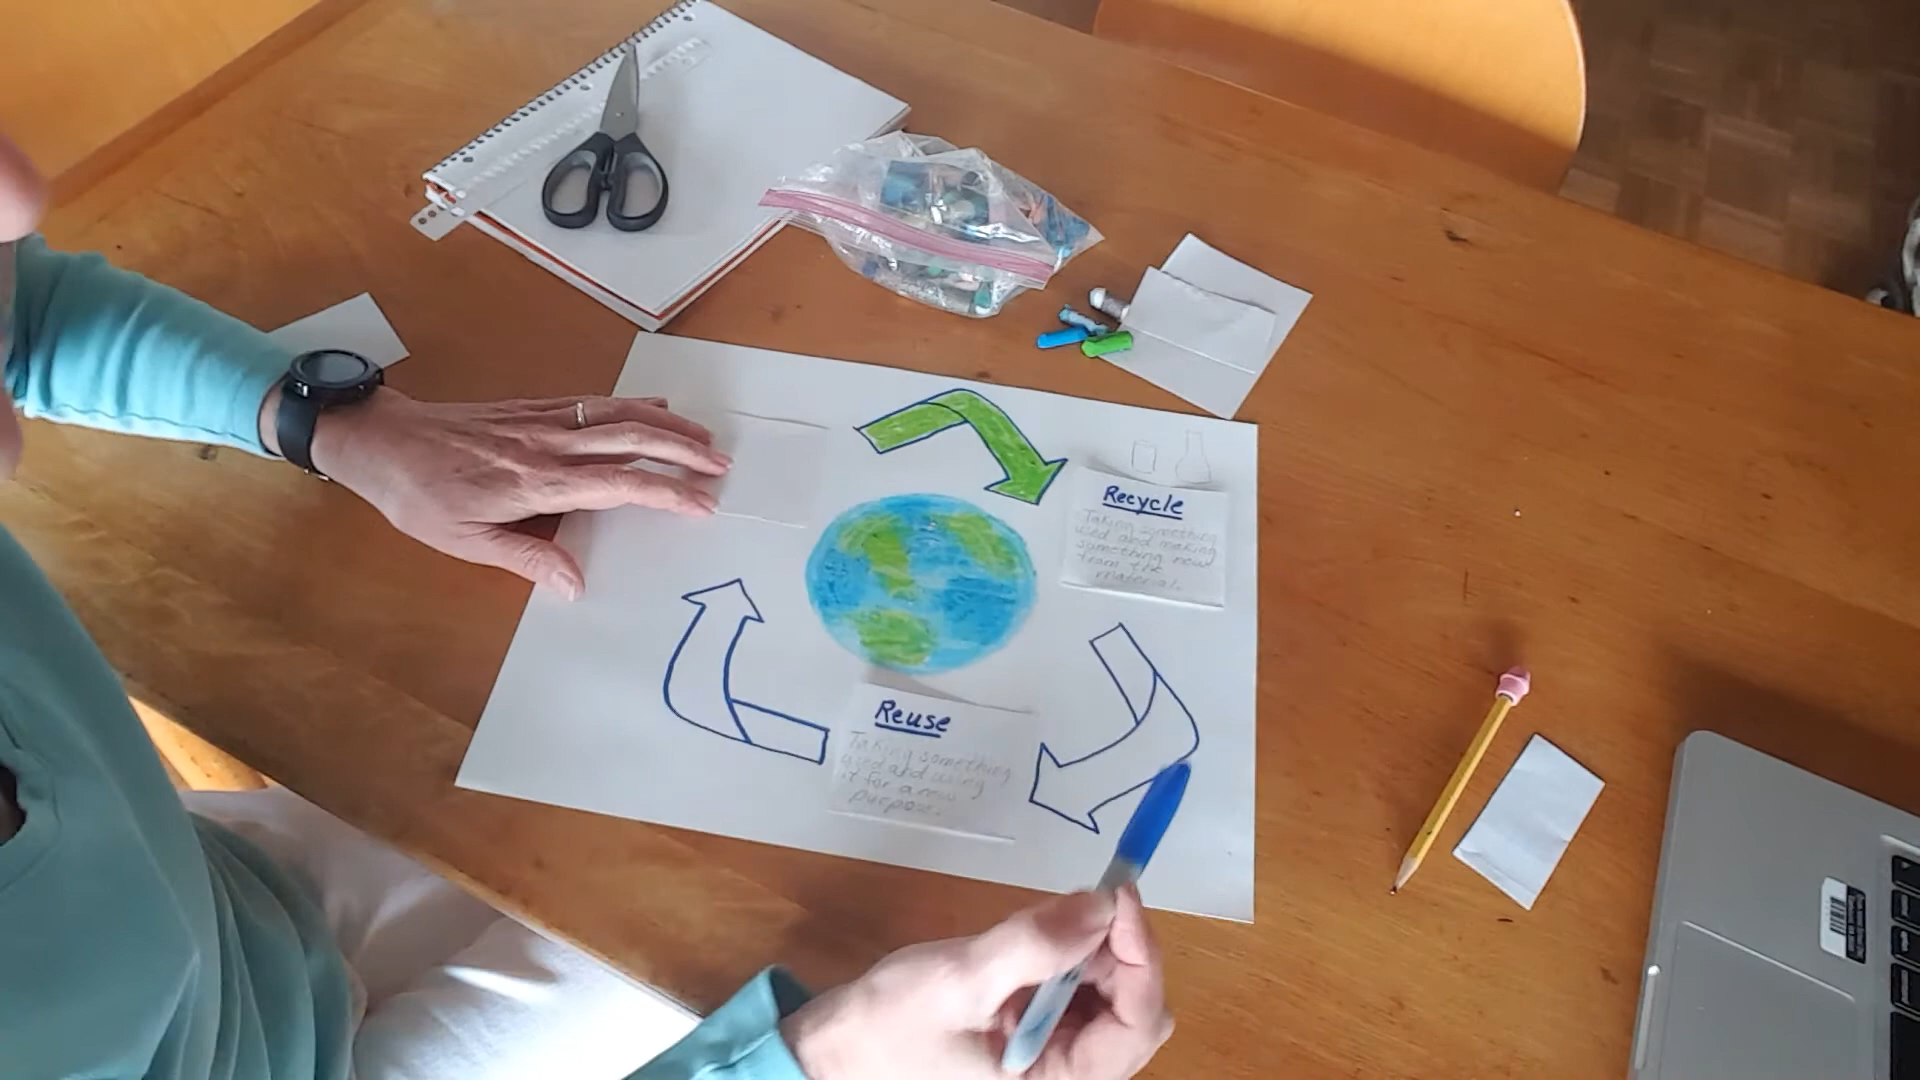 Recycle
Taking something
used and making
something new
from the
material.
Reuse
Taking something
used and using
it for a new
purpose.